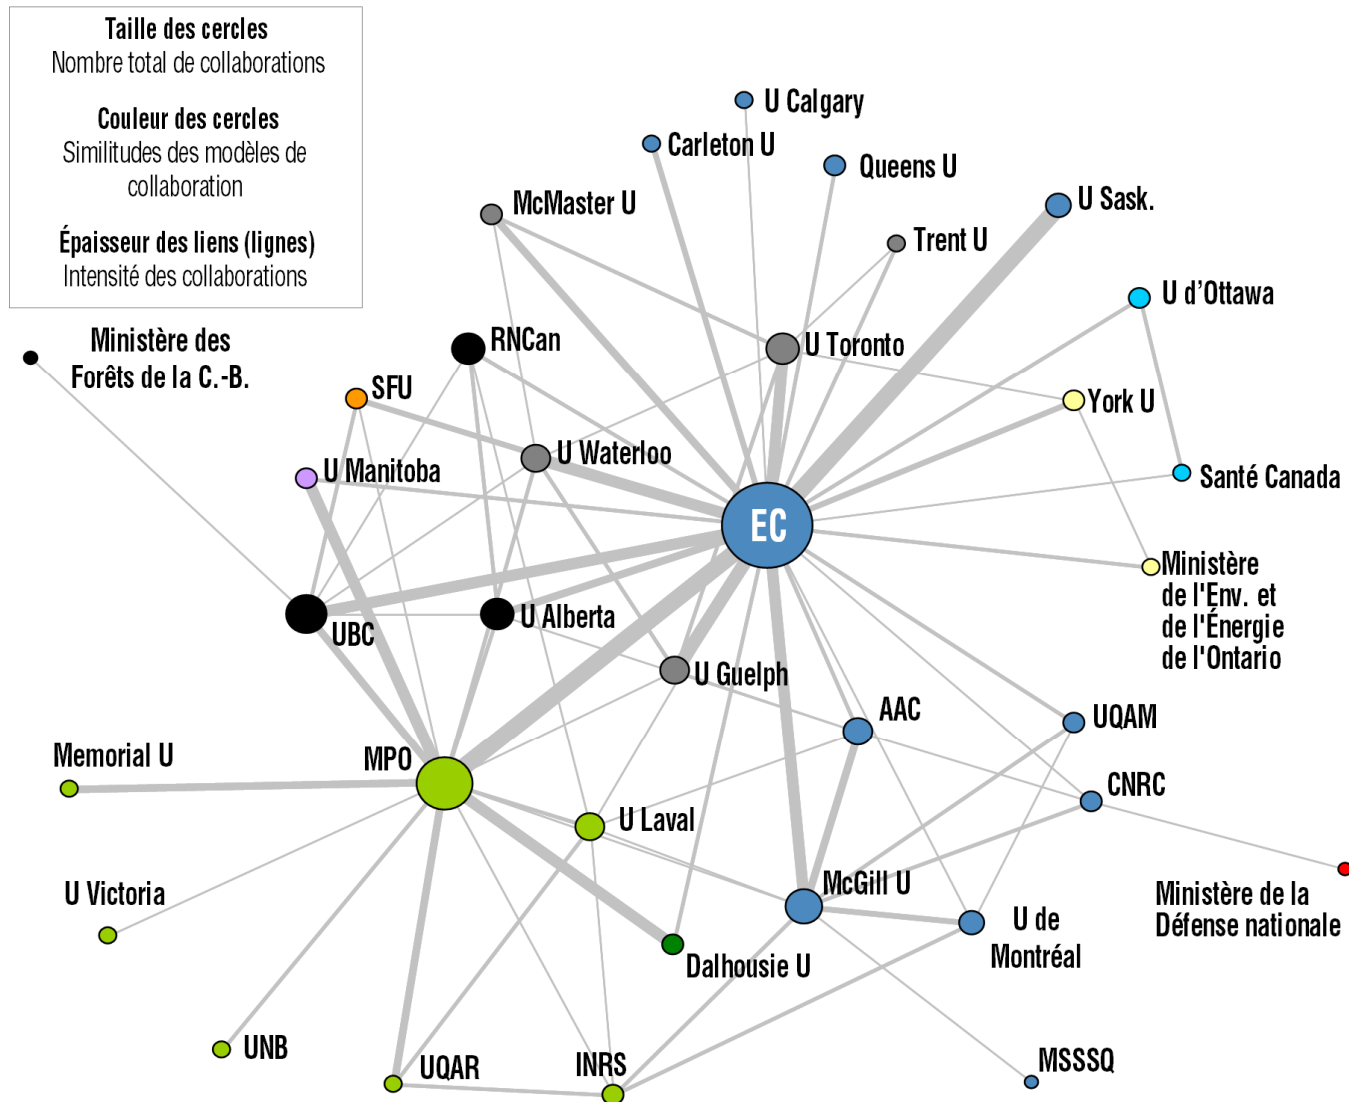 Taille des cercles
Nombre total de collaborations
Couleur des cercles
Similitudes des modèles de
collaboration
Épaisseur des liens (lignes)
Intensité des collaborations
U Calgary
Carleton U
Queens U
McMaster U
U Sask.
Trent U
U d'Ottawa
Ministère des
Forêts de la C.-B.
RNCan
U Toronto
SFU
York U
U Waterloo
U Manitoba
Santé Canada
EC
Ministère
de l'Env. et
de l'Énergie
de l'Ontario
UBC
U Alberta
U Guelph
AAC
UQAM
Memorial U
MPO
CNRC
U Laval
U Victoria
McGill U
Ministère de la
Défense nationale
U de
Montréal
Dalhousie U
UNB
UQAR
INRS
MSSSQ